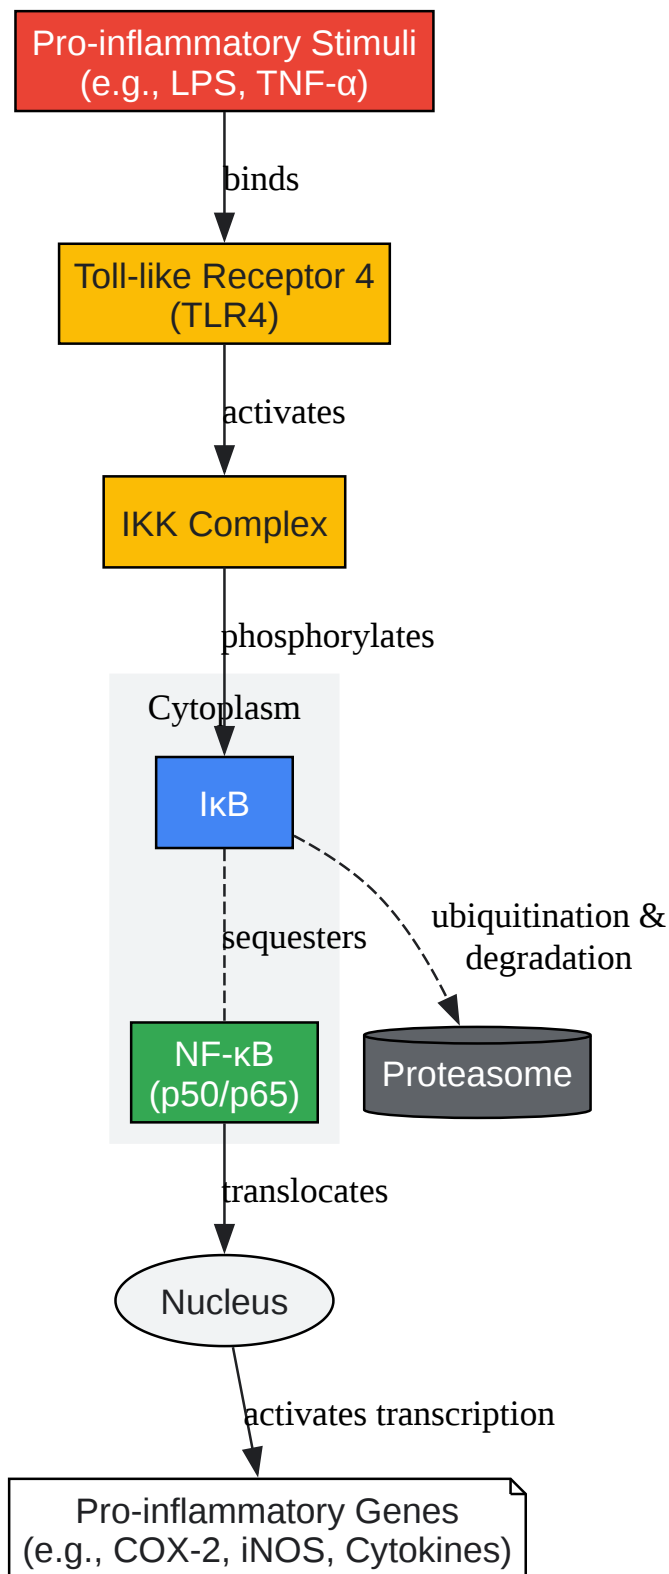 Pro-inflammatory Stimuli
(e.g., LPS, TNF-α)
binds
Toll-like Receptor 4
(TLR4)
activates
IKK Complex
phosphorylates
Cytoplasm
IκB
sequesters
ubiquitination &
degradation
NF-κB
(p50/p65)
Proteasome
translocates
Nucleus
activates transcription
Pro-inflammatory Genes
(e.g., COX-2, iNOS, Cytokines)